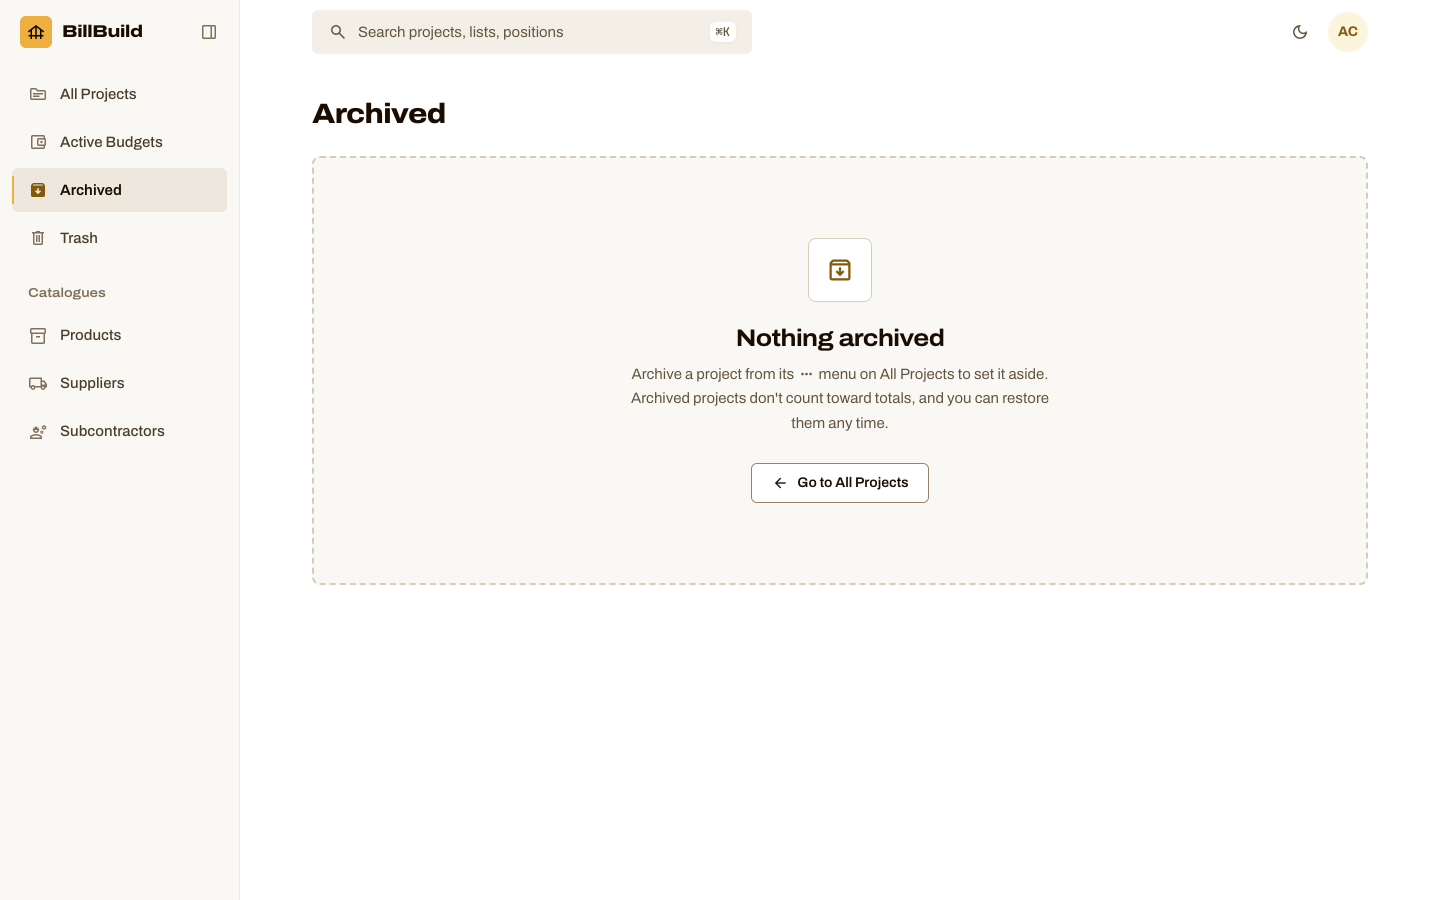 BillBuild
Search projects, lists, positions
⌘K
AC
All Projects
Active Budgets
Archived
Trash
Catalogues
Products
Suppliers
Subcontractors
Archived
Nothing archived
Archive a project from its ··· menu on All Projects to set it aside.
Archived projects don't count toward totals, and you can restore
them any time.
Go to All Projects